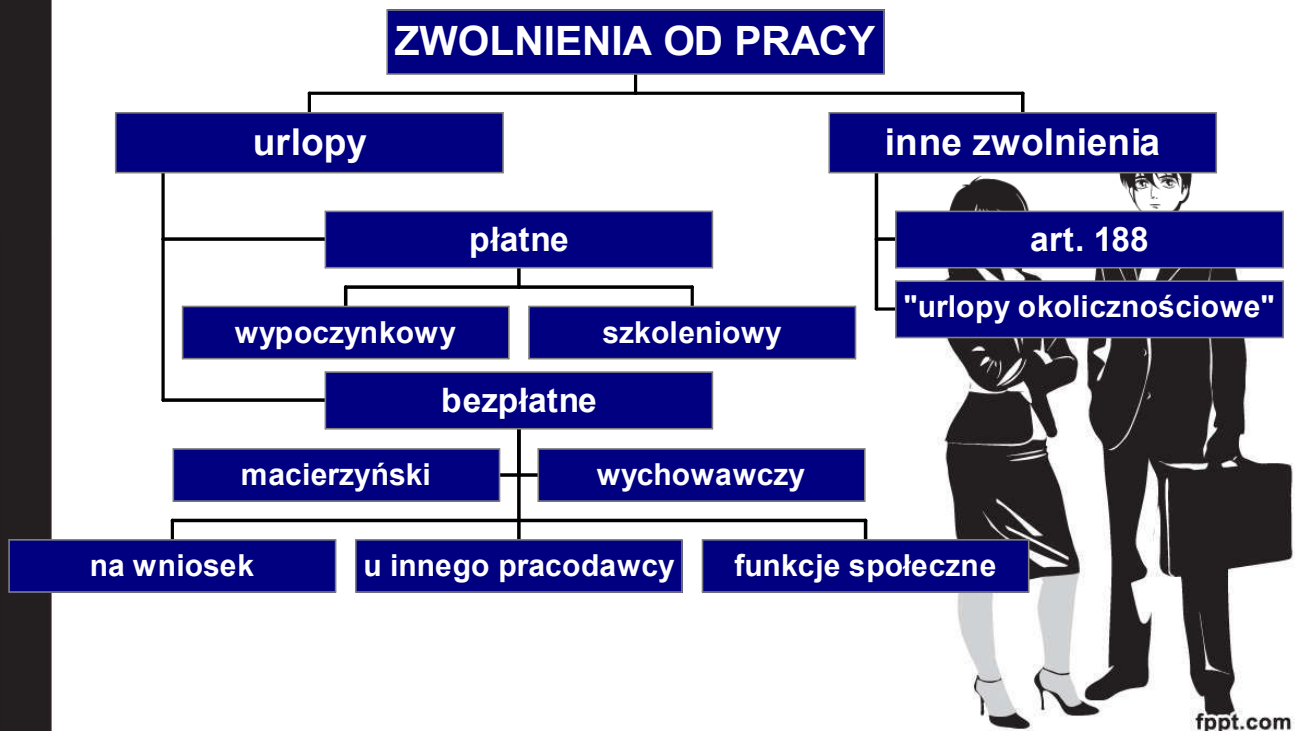 ZWOLNIENIA OD PRACY
urlopy
inne zwolnienia
płatne
art. 188
"urlopy okolicznościowe"
wypoczynkowy
szkoleniowy
bezpłatne
macierzyński
wychowawczy
na wniosek
u innego pracodawcy
funkcje społeczne
fppt.com